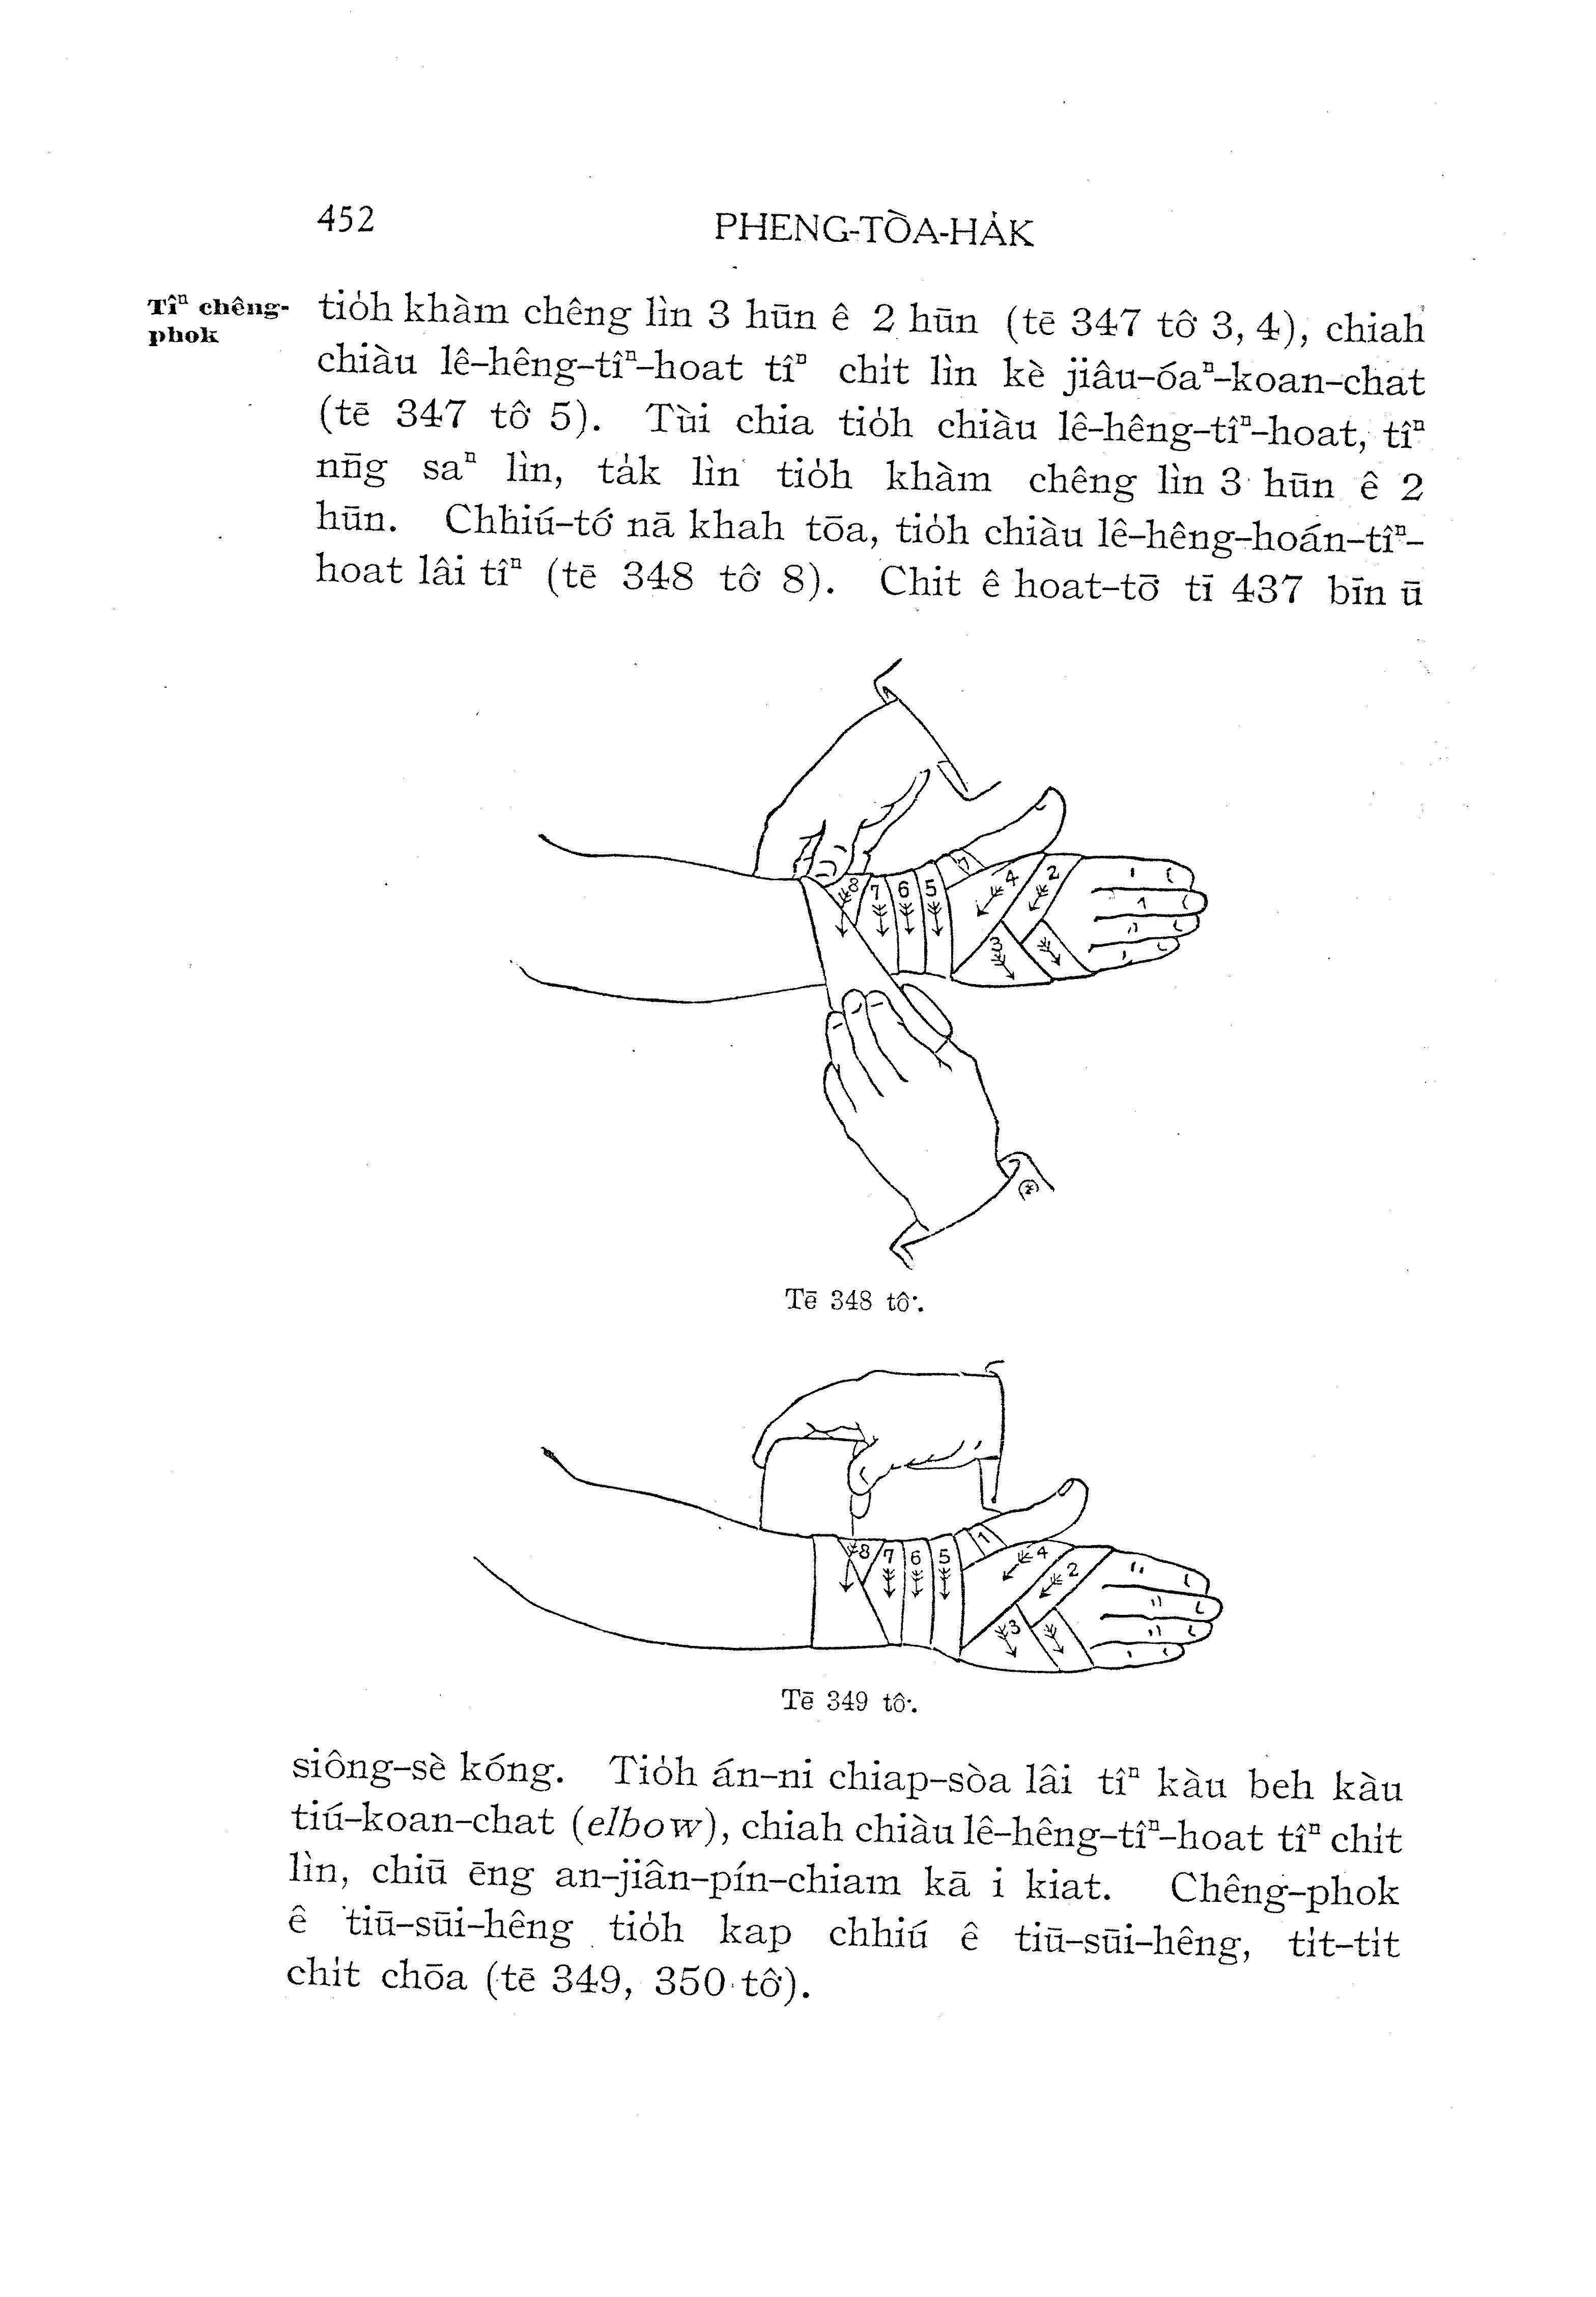 452
PHENG-TÒA-HA̍K
Tîⁿ chêng-
phok
tio̍h khàm chêng lìn 3 hūn ê 2 hūn (tē 347 tô͘ 3, 4), chiah
chiàu lê-hêng-tîⁿ-hoat tîⁿ chi̍t lìn kè jiâu-óaⁿ-koan-chat
(tē 347 tô͘ 5). Tùi chia tio̍h chiàu lê-hêng-tîⁿ-hoat, tîⁿ
nn̄g saⁿ lìn, ta̍k lìn tio̍h khàm chêng lìn 3 hūn ê 2
hūn. Chhiú-tó͘ nā khah tōa, tio̍h chiàu lê-hêng-hoán-tîⁿ-
hoat lâi tîⁿ (tē 348 tô͘ 8). Chit ê hoat-tō͘ tī 437 bīn ū
8 7 6 5 1 4 2
3
Tē 348 tô͘.
8 7 6 5 1 4 2
3
Tē 349 tô͘.
siông-sè kóng. Tio̍h án-ni chiap-sòa lâi tîⁿ kàu beh kàu
tiú-koan-chat (elbow), chiah chiàu lê-hêng-tîⁿ-hoat tîⁿ chi̍t
lìn, chiū ēng an-jiân-pín-chiam kā i kiat. Chêng-phok
ê tiū-sūi-hêng tio̍h kap chhiú ê tiū-sūi-hêng, ti̍t-ti̍t
chi̍t chōa (tē 349, 350 tô͘).